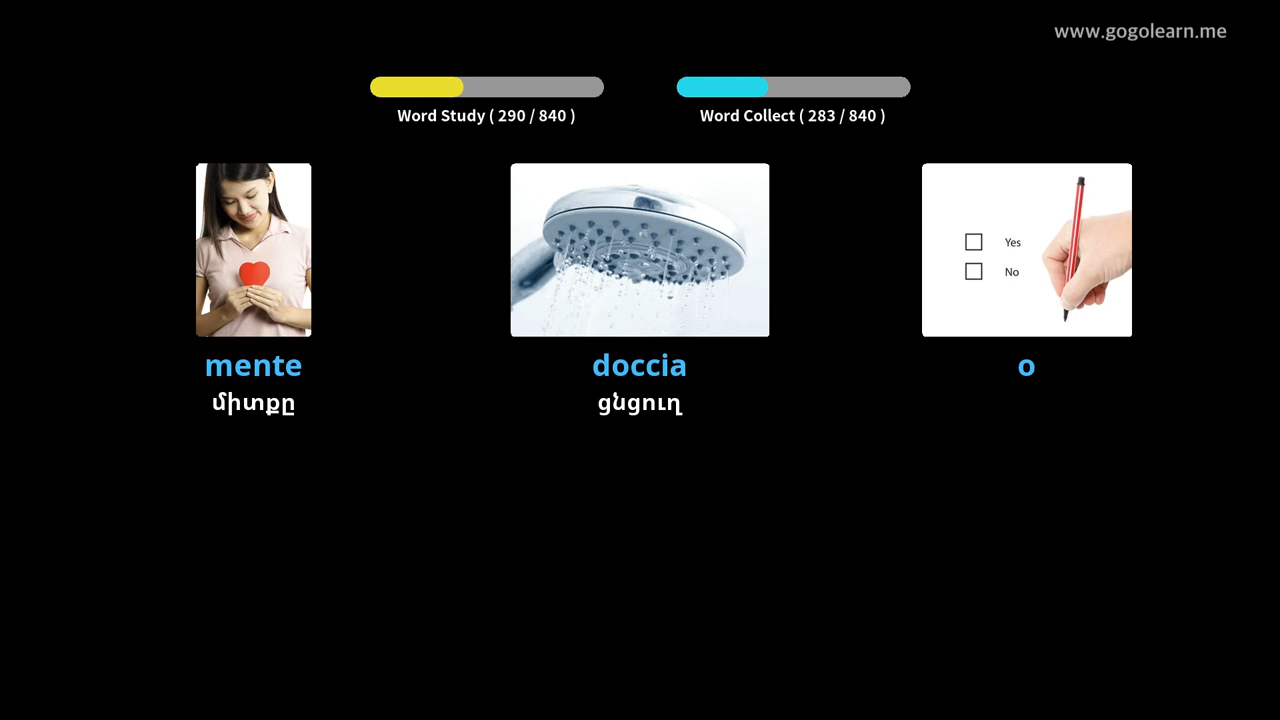 www.gogolearn.me
Word Study ( 290 / 840 )
Word Collect ( 283 / 840 )
Yes
No
mente
doccia
o
միտքը
ցնցուղ